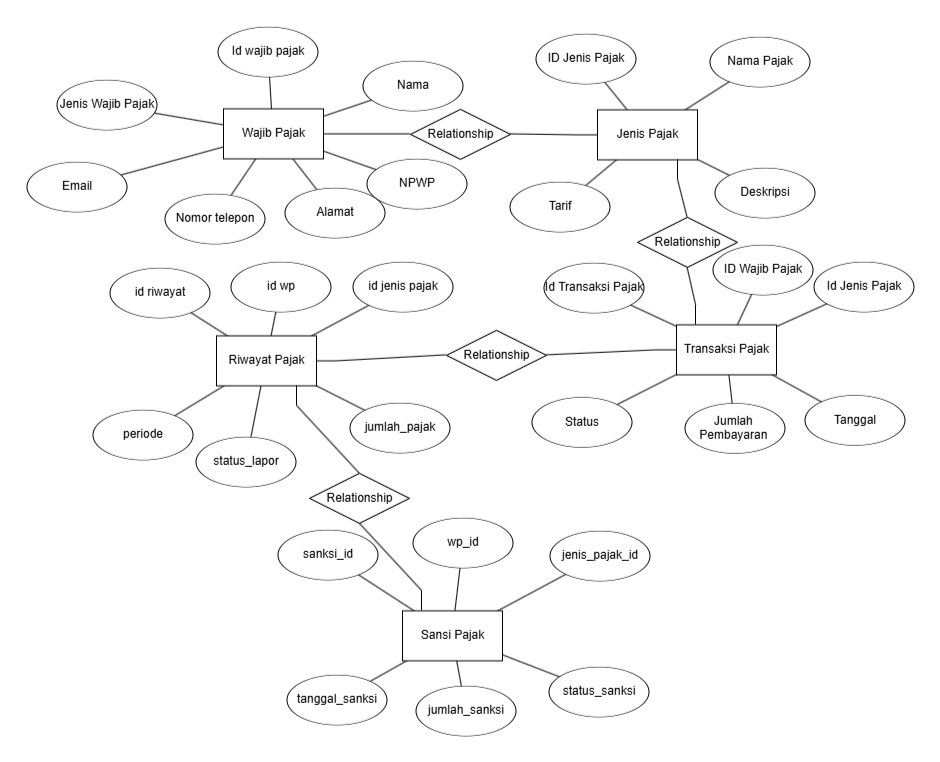 Id wajib pajak
ID Jenis Pajak
Nama Pajak
Nama
Jenis Wajib Pajak
Wajib Pajak
Relationship
Jenis Pajak
Email
NPWP
Nomor telepon
Alamat
Tarif
Deskripsi
Relationship
ID Wajib Pajak
id riwayat
id wp
id jenis pajak
Id Transaksi Pajak
Id Jenis Pajak
Riwayat Pajak
Relationship
Transaksi Pajak
periode
status_lapor
jumlah_pajak
Status
Jumlah
Pembayaran
Tanggal
Relationship
sanksi_id
wp_id
jenis_pajak_id
Sansi Pajak
tanggal_sanksi
jumlah_sanksi
status_sanksi